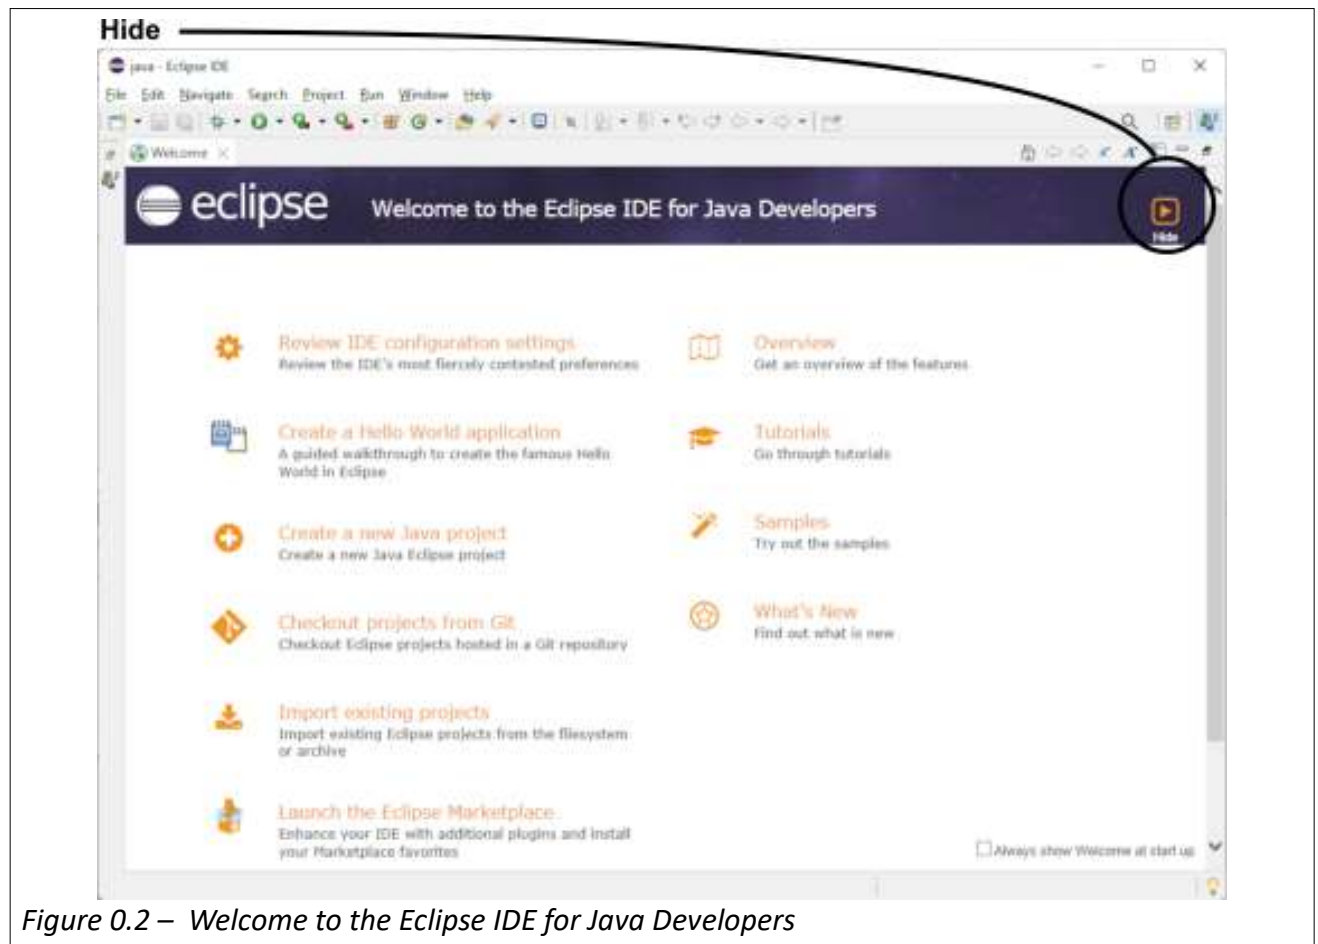 Hide
java - Eclipse IDE
File Edit Navigate Search Project Run Window Help
Welcome
eclipse Welcome to the Eclipse IDE for Java Developers
Hide
Review IDE configuration settings
Review the IDE's most fiercely contested preferences
Overview
Get an overview of the features
Create a Hello World application
A guided walkthrough to create the famous Hello
World in Eclipse
Tutorials
Go through tutorials
Create a new Java project
Create a new Java Eclipse project
Samples
Try out the samples
Checkout projects from Git
Checkout Eclipse projects hosted in a Git repository
What's New
Find out what is new
Import existing projects
Import existing Eclipse projects from the filesystem
or archive
Launch the Eclipse Marketplace
Enhance your IDE with additional plugins and install
your Marketplace favorites
Always show Welcome at start up
Figure 0.2 – Welcome to the Eclipse IDE for Java Developers